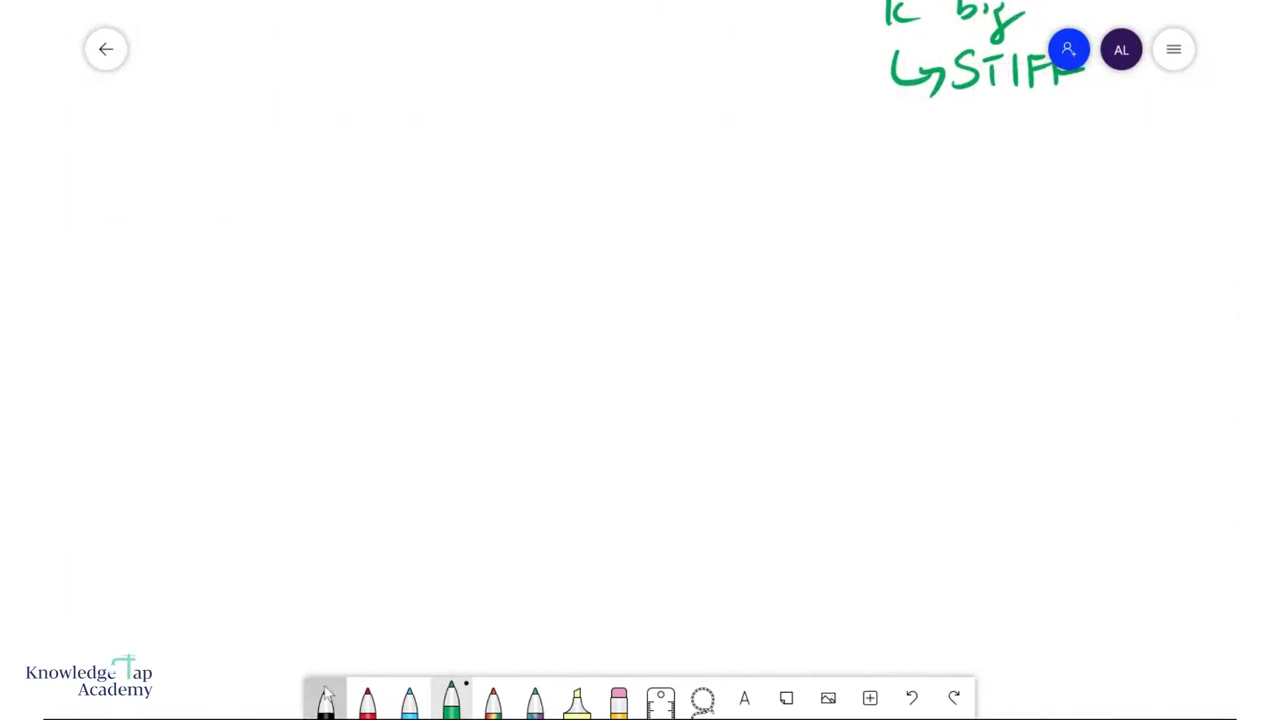 k big
↳ STIFF
AL
Knowledge Tap
Academy
A